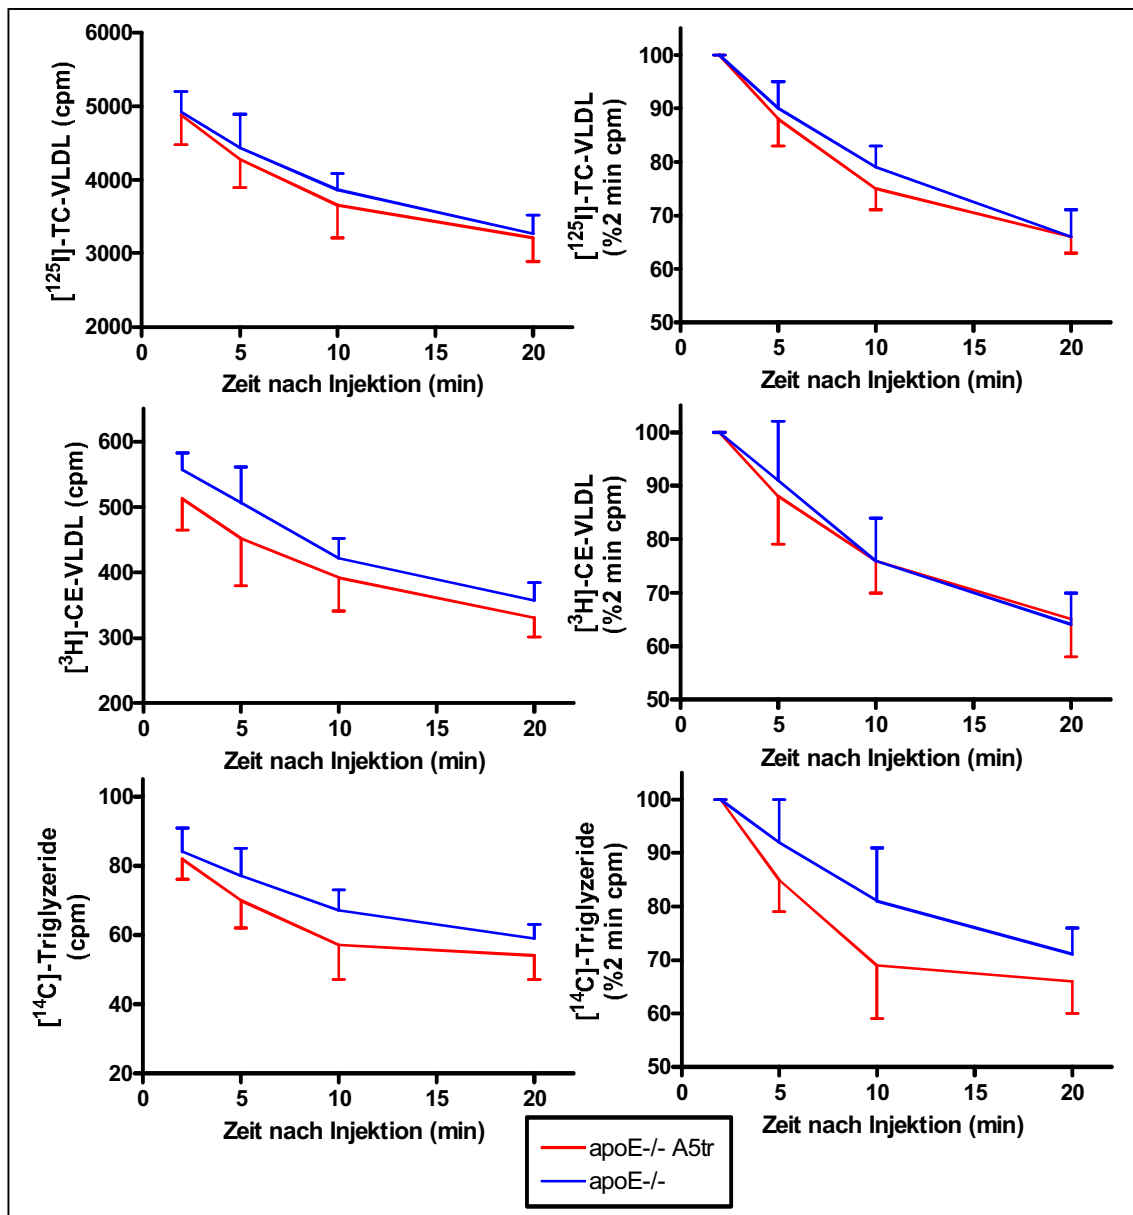 [¹²⁵I]-TC-VLDL (cpm)
6000
5000
4000
3000
2000
0 5 10 15 20
Zeit nach Injektion (min)
[¹²⁵I]-TC-VLDL
(%2 min cpm)
100
90
80
70
60
50
0 5 10 15 20
Zeit nach Injektion (min)
[³H]-CE-VLDL (cpm)
600
500
400
300
200
0 5 10 15 20
Zeit nach Injektion (min)
[³H]-CE-VLDL
(%2 min cpm)
100
90
80
70
60
50
0 5 10 15 20
Zeit nach Injektion (min)
[¹⁴C]-Triglyzeride
(cpm)
100
80
60
40
20
0 5 10 15 20
Zeit nach Injektion (min)
[¹⁴C]-Triglyzeride
(%2 min cpm)
100
90
80
70
60
50
0 5 10 15 20
Zeit nach Injektion (min)
apoE-/- A5tr
apoE-/-